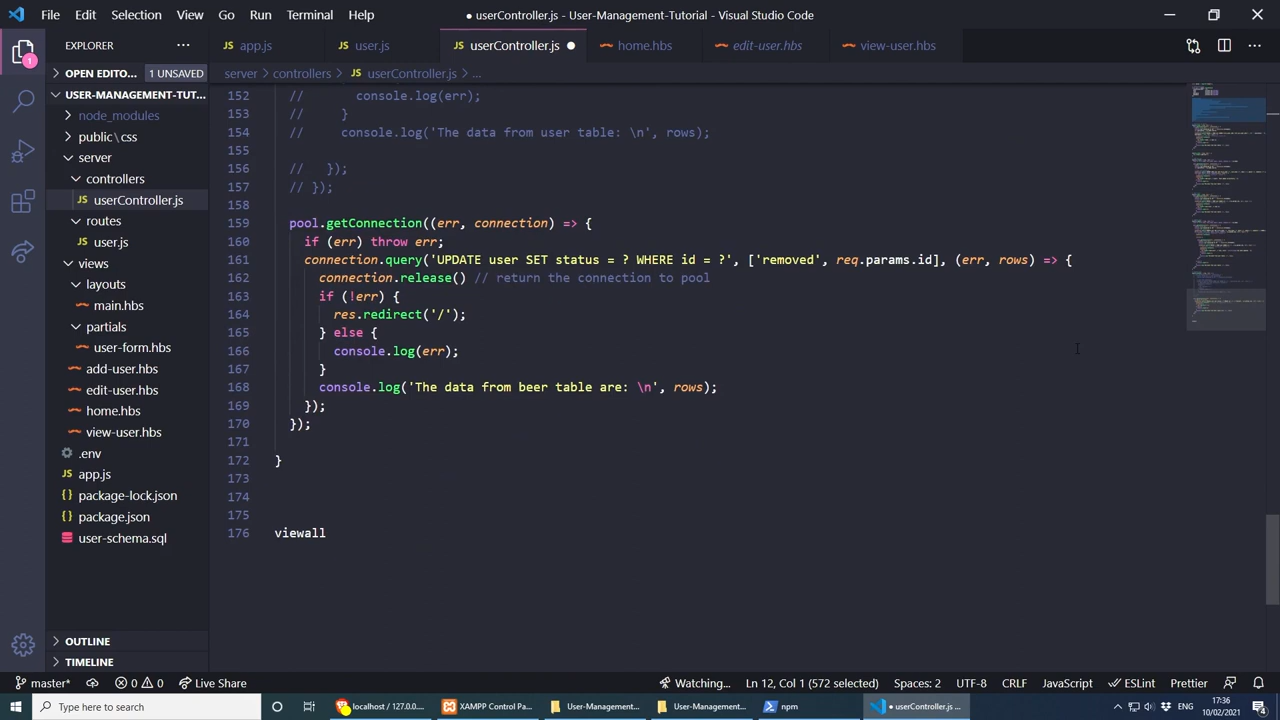 File Edit Selection View Go Run Terminal Help
● userController.js - User-Management-Tutorial - Visual Studio Code
EXPLORER
JS app.js
JS user.js
JS userController.js ●
home.hbs
edit-user.hbs
view-user.hbs
OPEN EDITO... 1 UNSAVED
server > controllers > JS userController.js > ...
1
USER-MANAGEMENT-TUT...
node_modules
public\css
server
controllers
JS userController.js
routes
JS user.js
views
layouts
main.hbs
partials
user-form.hbs
add-user.hbs
edit-user.hbs
home.hbs
view-user.hbs
.env
JS app.js
{} package-lock.json
{} package.json
user-schema.sql
OUTLINE
TIMELINE
152 // console.log(err);
153 // }
154 // console.log('The data from user table: \n', rows);
155
156 // });
157 // });
158
159 pool.getConnection((err, connection) => {
160 if (err) throw err;
161 connection.query('UPDATE user SET status = ? WHERE id = ?', ['removed', req.params.id], (err, rows) => {
162 connection.release() // return the connection to pool
163 if (!err) {
164 res.redirect('/');
165 } else {
166 console.log(err);
167 }
168 console.log('The data from beer table are: \n', rows);
169 });
170 });
171
172 }
173
174
175
176 viewall
master* 0 0 Live Share
Watching... Ln 12, Col 1 (572 selected) Spaces: 2 UTF-8 CRLF JavaScript ESLint Prettier
Type here to search
localhost / 127.0.0....
XAMPP Control Pa...
User-Management-...
User-Management-...
npm
● userController.js ...
17:36
10/02/2021
4